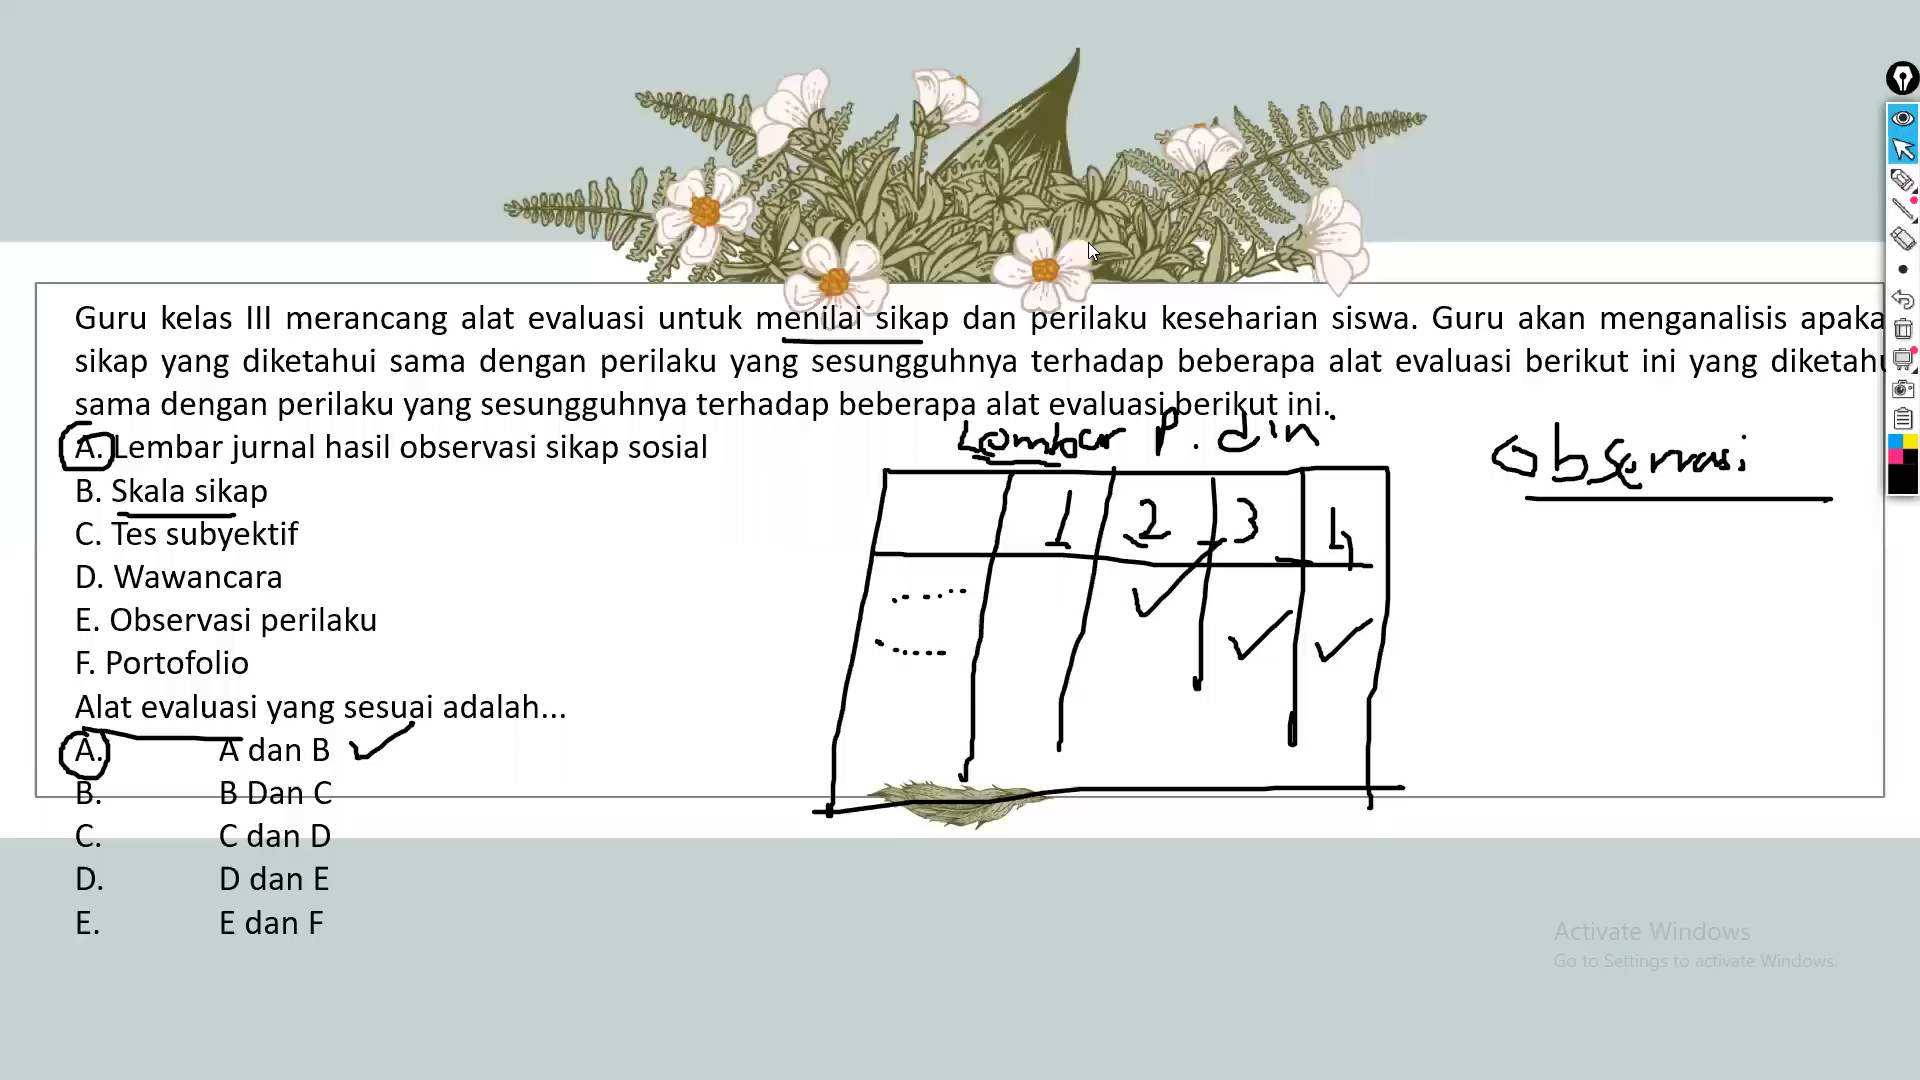 Guru kelas III merancang alat evaluasi untuk menilai sikap dan perilaku keseharian siswa. Guru akan menganalisis apaka
sikap yang diketahui sama dengan perilaku yang sesungguhnya terhadap beberapa alat evaluasi berikut ini yang diketahu
sama dengan perilaku yang sesungguhnya terhadap beberapa alat evaluasi berikut ini.
A. Lembar jurnal hasil observasi sikap sosial
B. Skala sikap
C. Tes subyektif
D. Wawancara
E. Observasi perilaku
F. Portofolio
Alat evaluasi yang sesuai adalah...
A. A dan B
B. B Dan C
C. C dan D
D. D dan E
E. E dan F
Lembar P. din
1 2 3 4
Observasi
Activate Windows
Go to Settings to activate Windows.